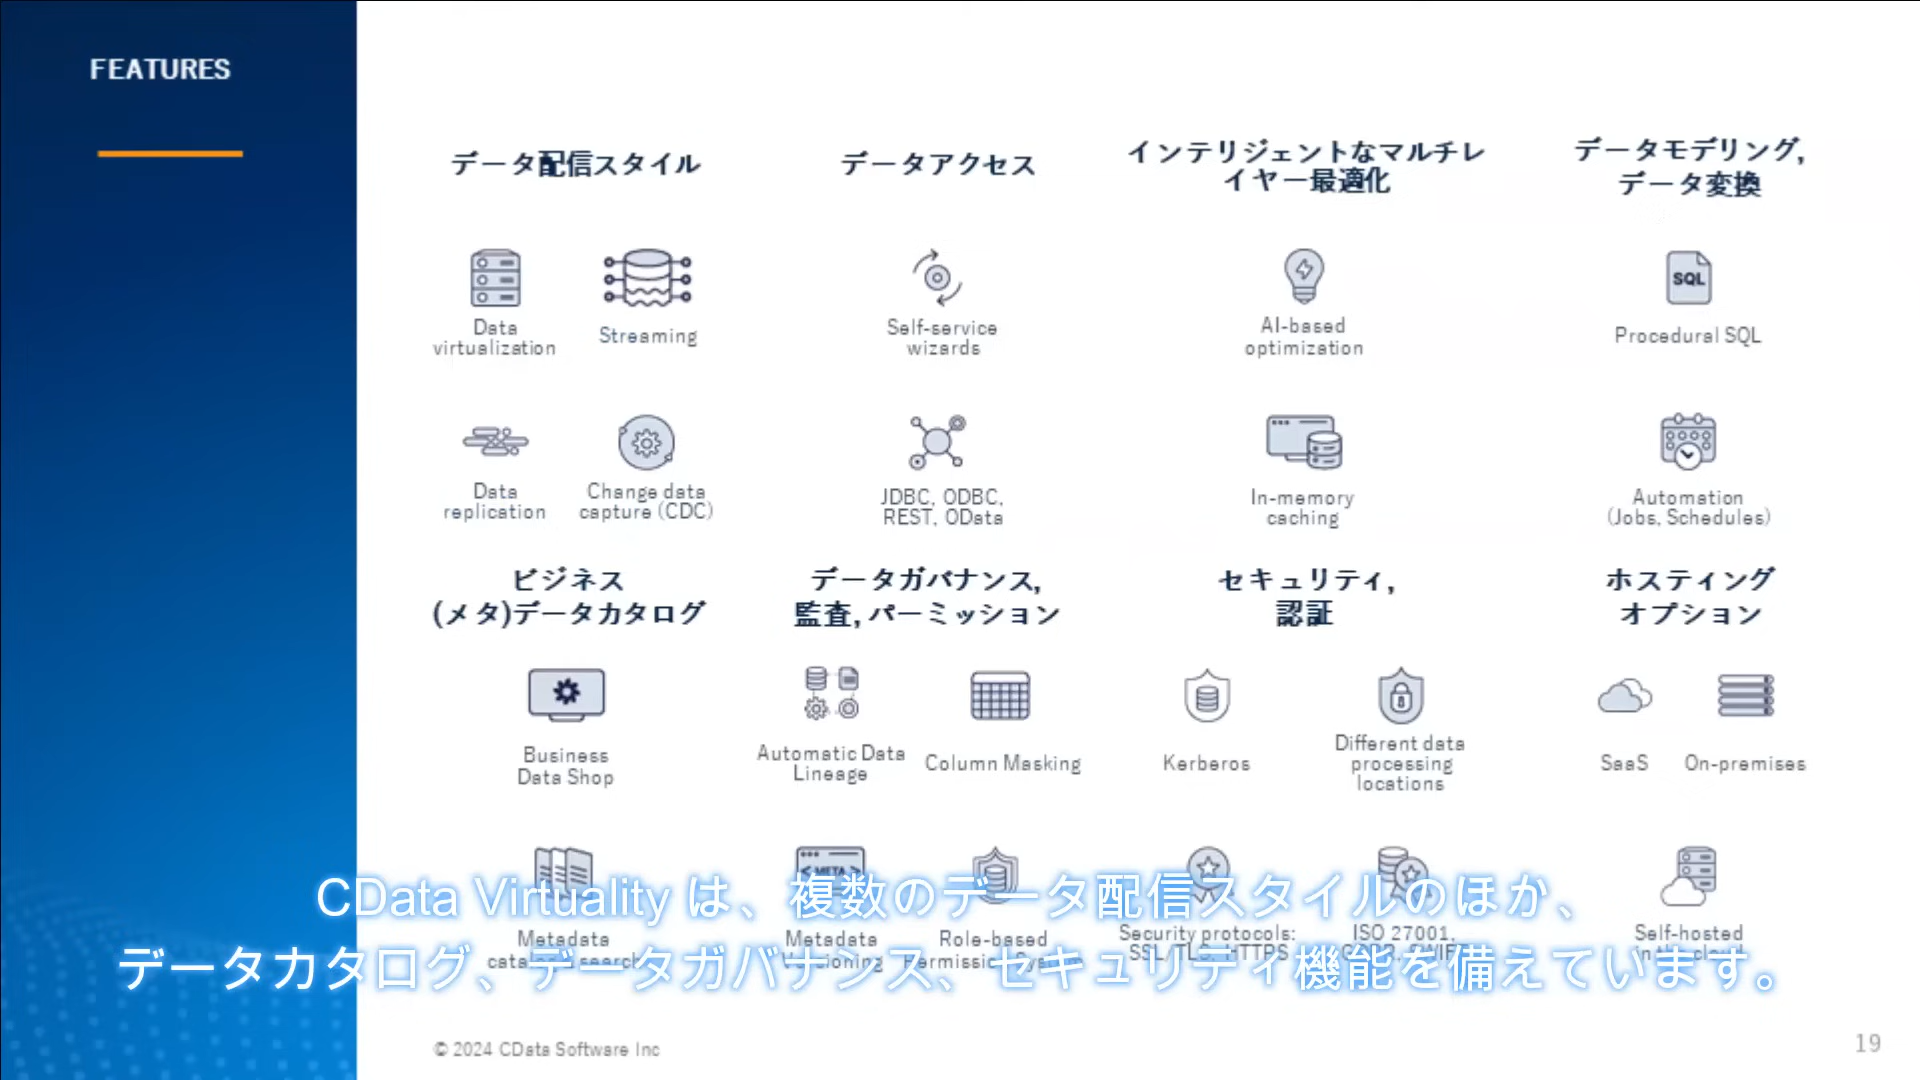 FEATURES
データ配信スタイル
データアクセス
インテリジェントなマルチレ
イヤー最適化
データモデリング,
データ変換
Data
virtualization
Streaming
Self-service
wizards
AI-based
optimization
SQL
Procedural SQL
Data
replication
Change data
capture (CDC)
JDBC, ODBC,
REST, OData
In-memory
caching
Automation
(Jobs, Schedules)
ビジネス
(メタ)データカタログ
データガバナンス,
監査, パーミッション
セキュリティ,
認証
ホスティング
オプション
Business
Data Shop
Automatic Data
Lineage
Column Masking
Kerberos
Different data
processing
locations
SaaS
On-premises
Metadata
Metadata
Versioning
<META>
Role-based
Security protocols:
SSL/TLS, HTTPS
ISO 27001,
Self-hosted
CData Virtuality は、複数のデータ配信スタイルのほか、
データカタログ、データガバナンス、セキュリティ機能を備えています。
© 2024 CData Software Inc
19